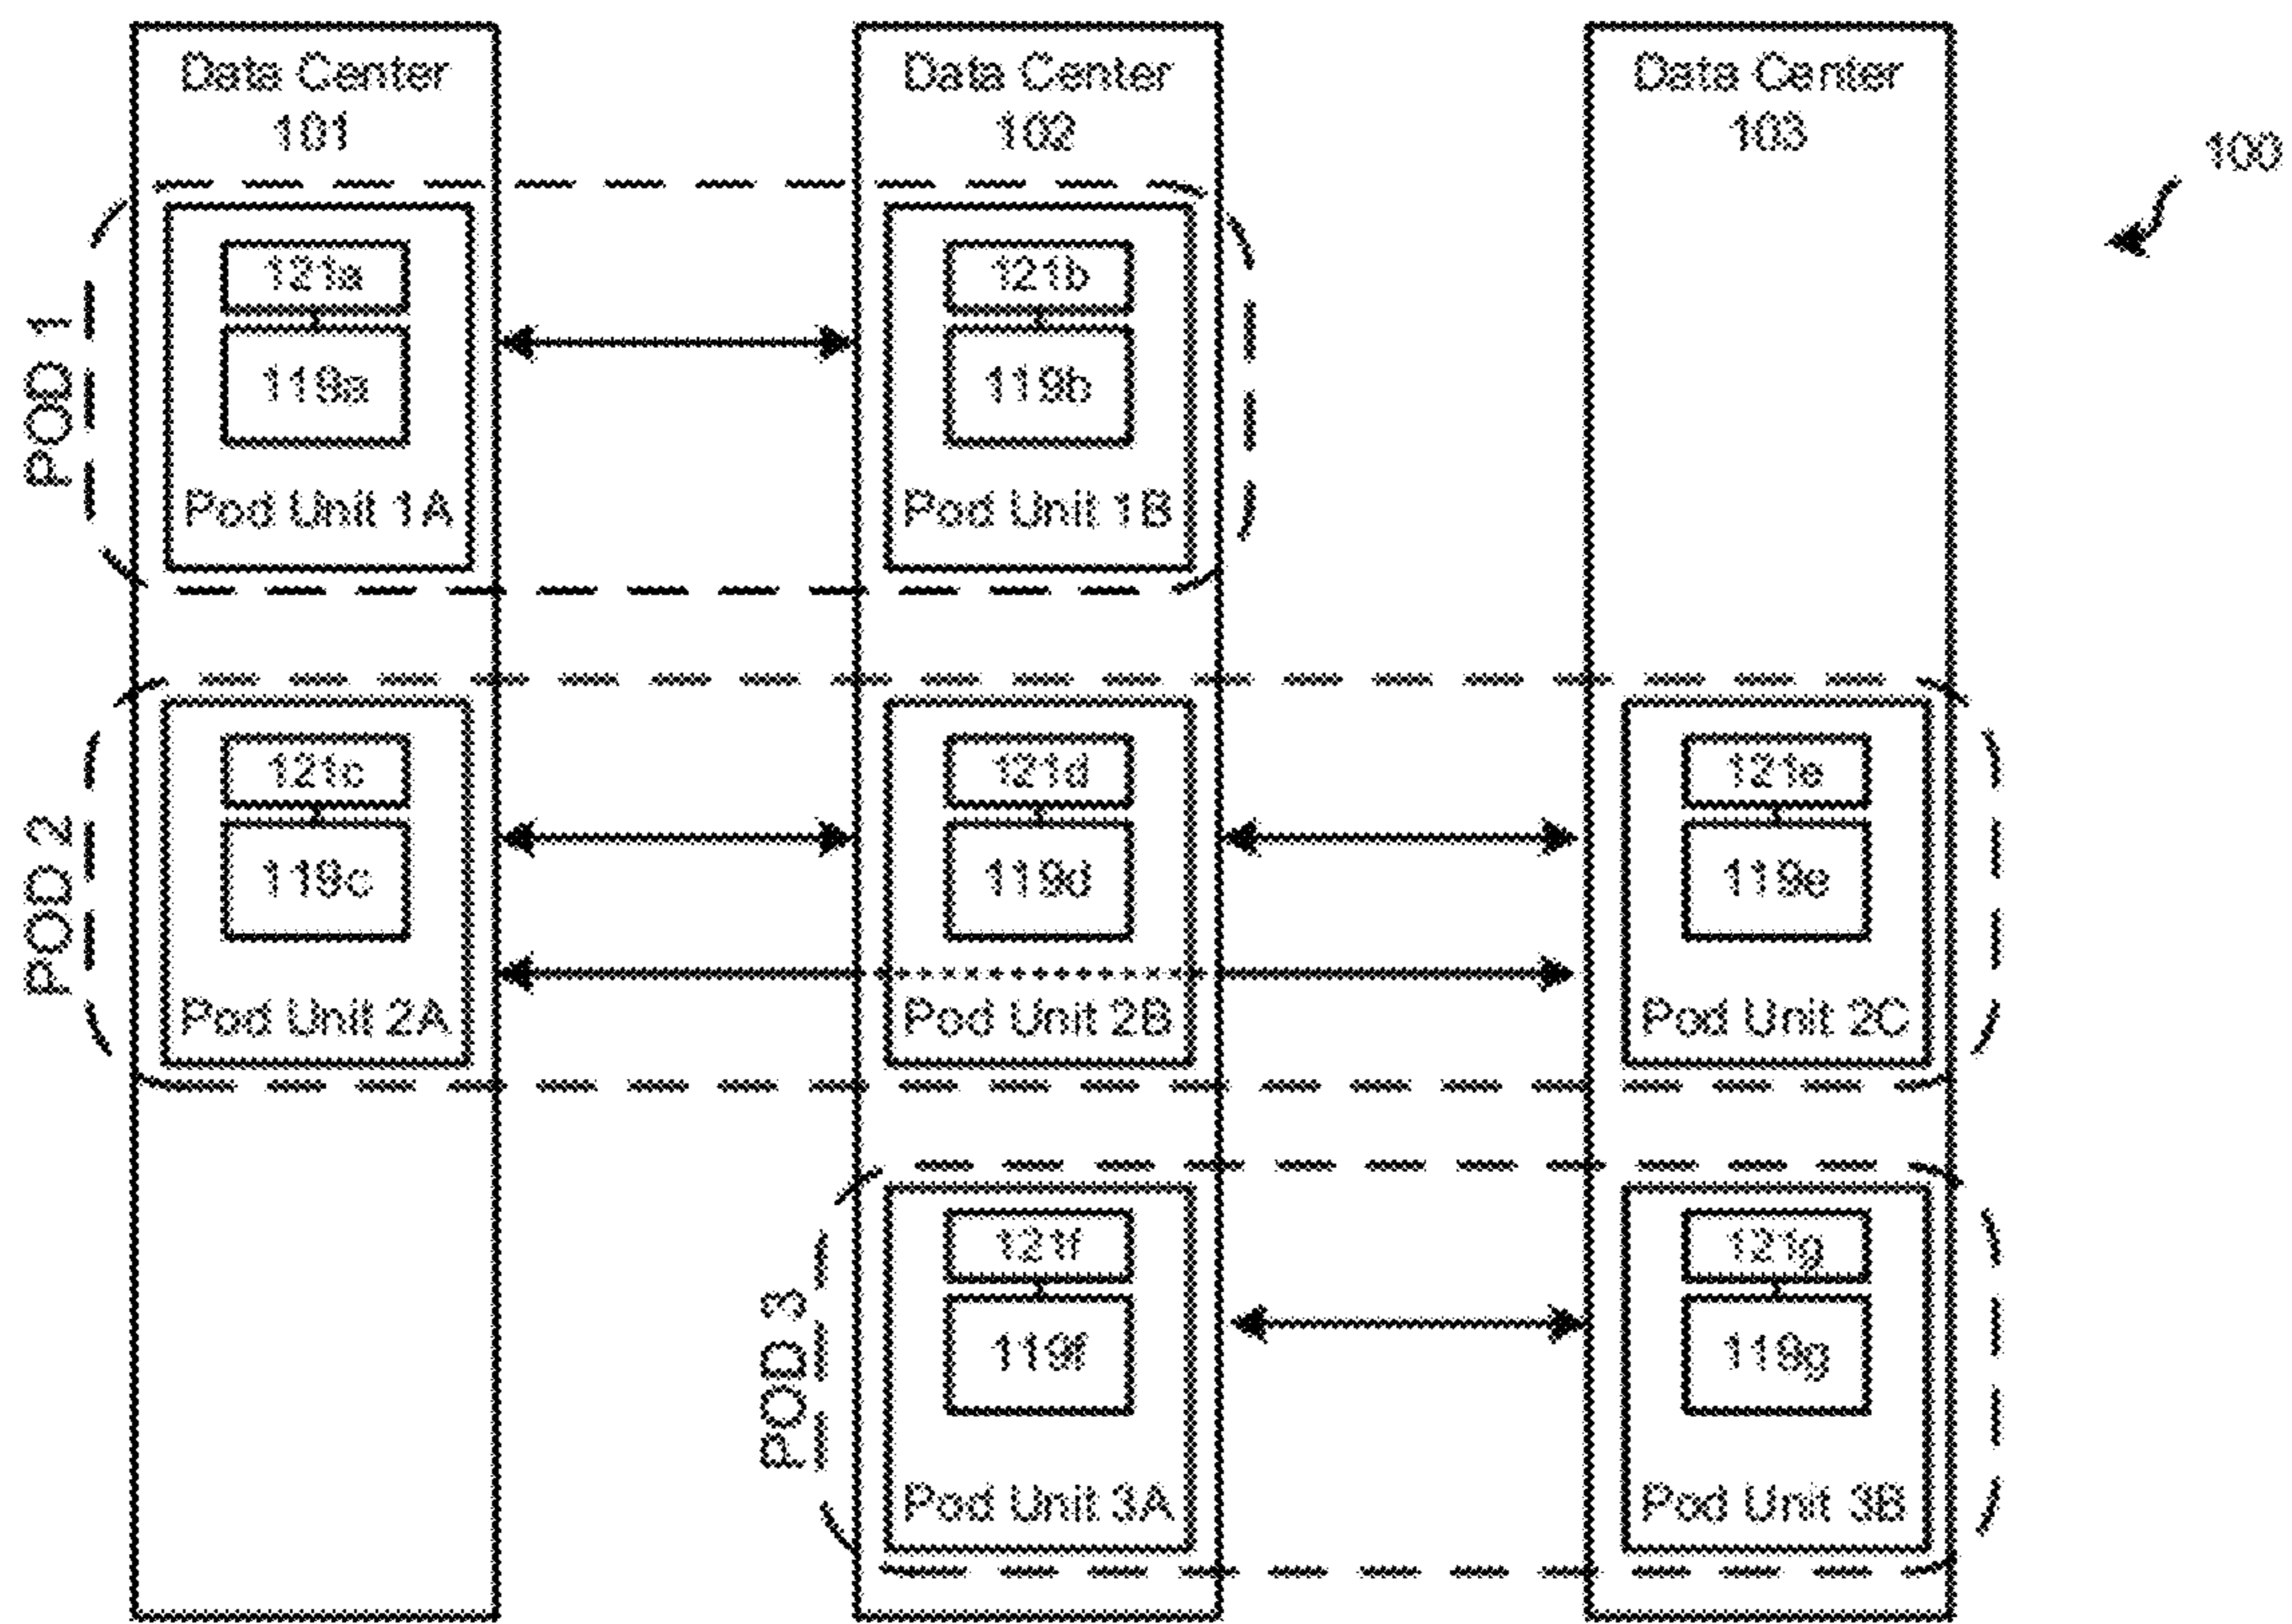 Data Center
101
Data Center
102
Data Center
103
100
POD 1
121a
119a
Pod Unit 1A
121b
119b
Pod Unit 1B
POD 2
121c
119c
Pod Unit 2A
121d
119d
Pod Unit 2B
121e
119e
Pod Unit 2C
POD 3
121f
119f
Pod Unit 3A
121g
119g
Pod Unit 3B